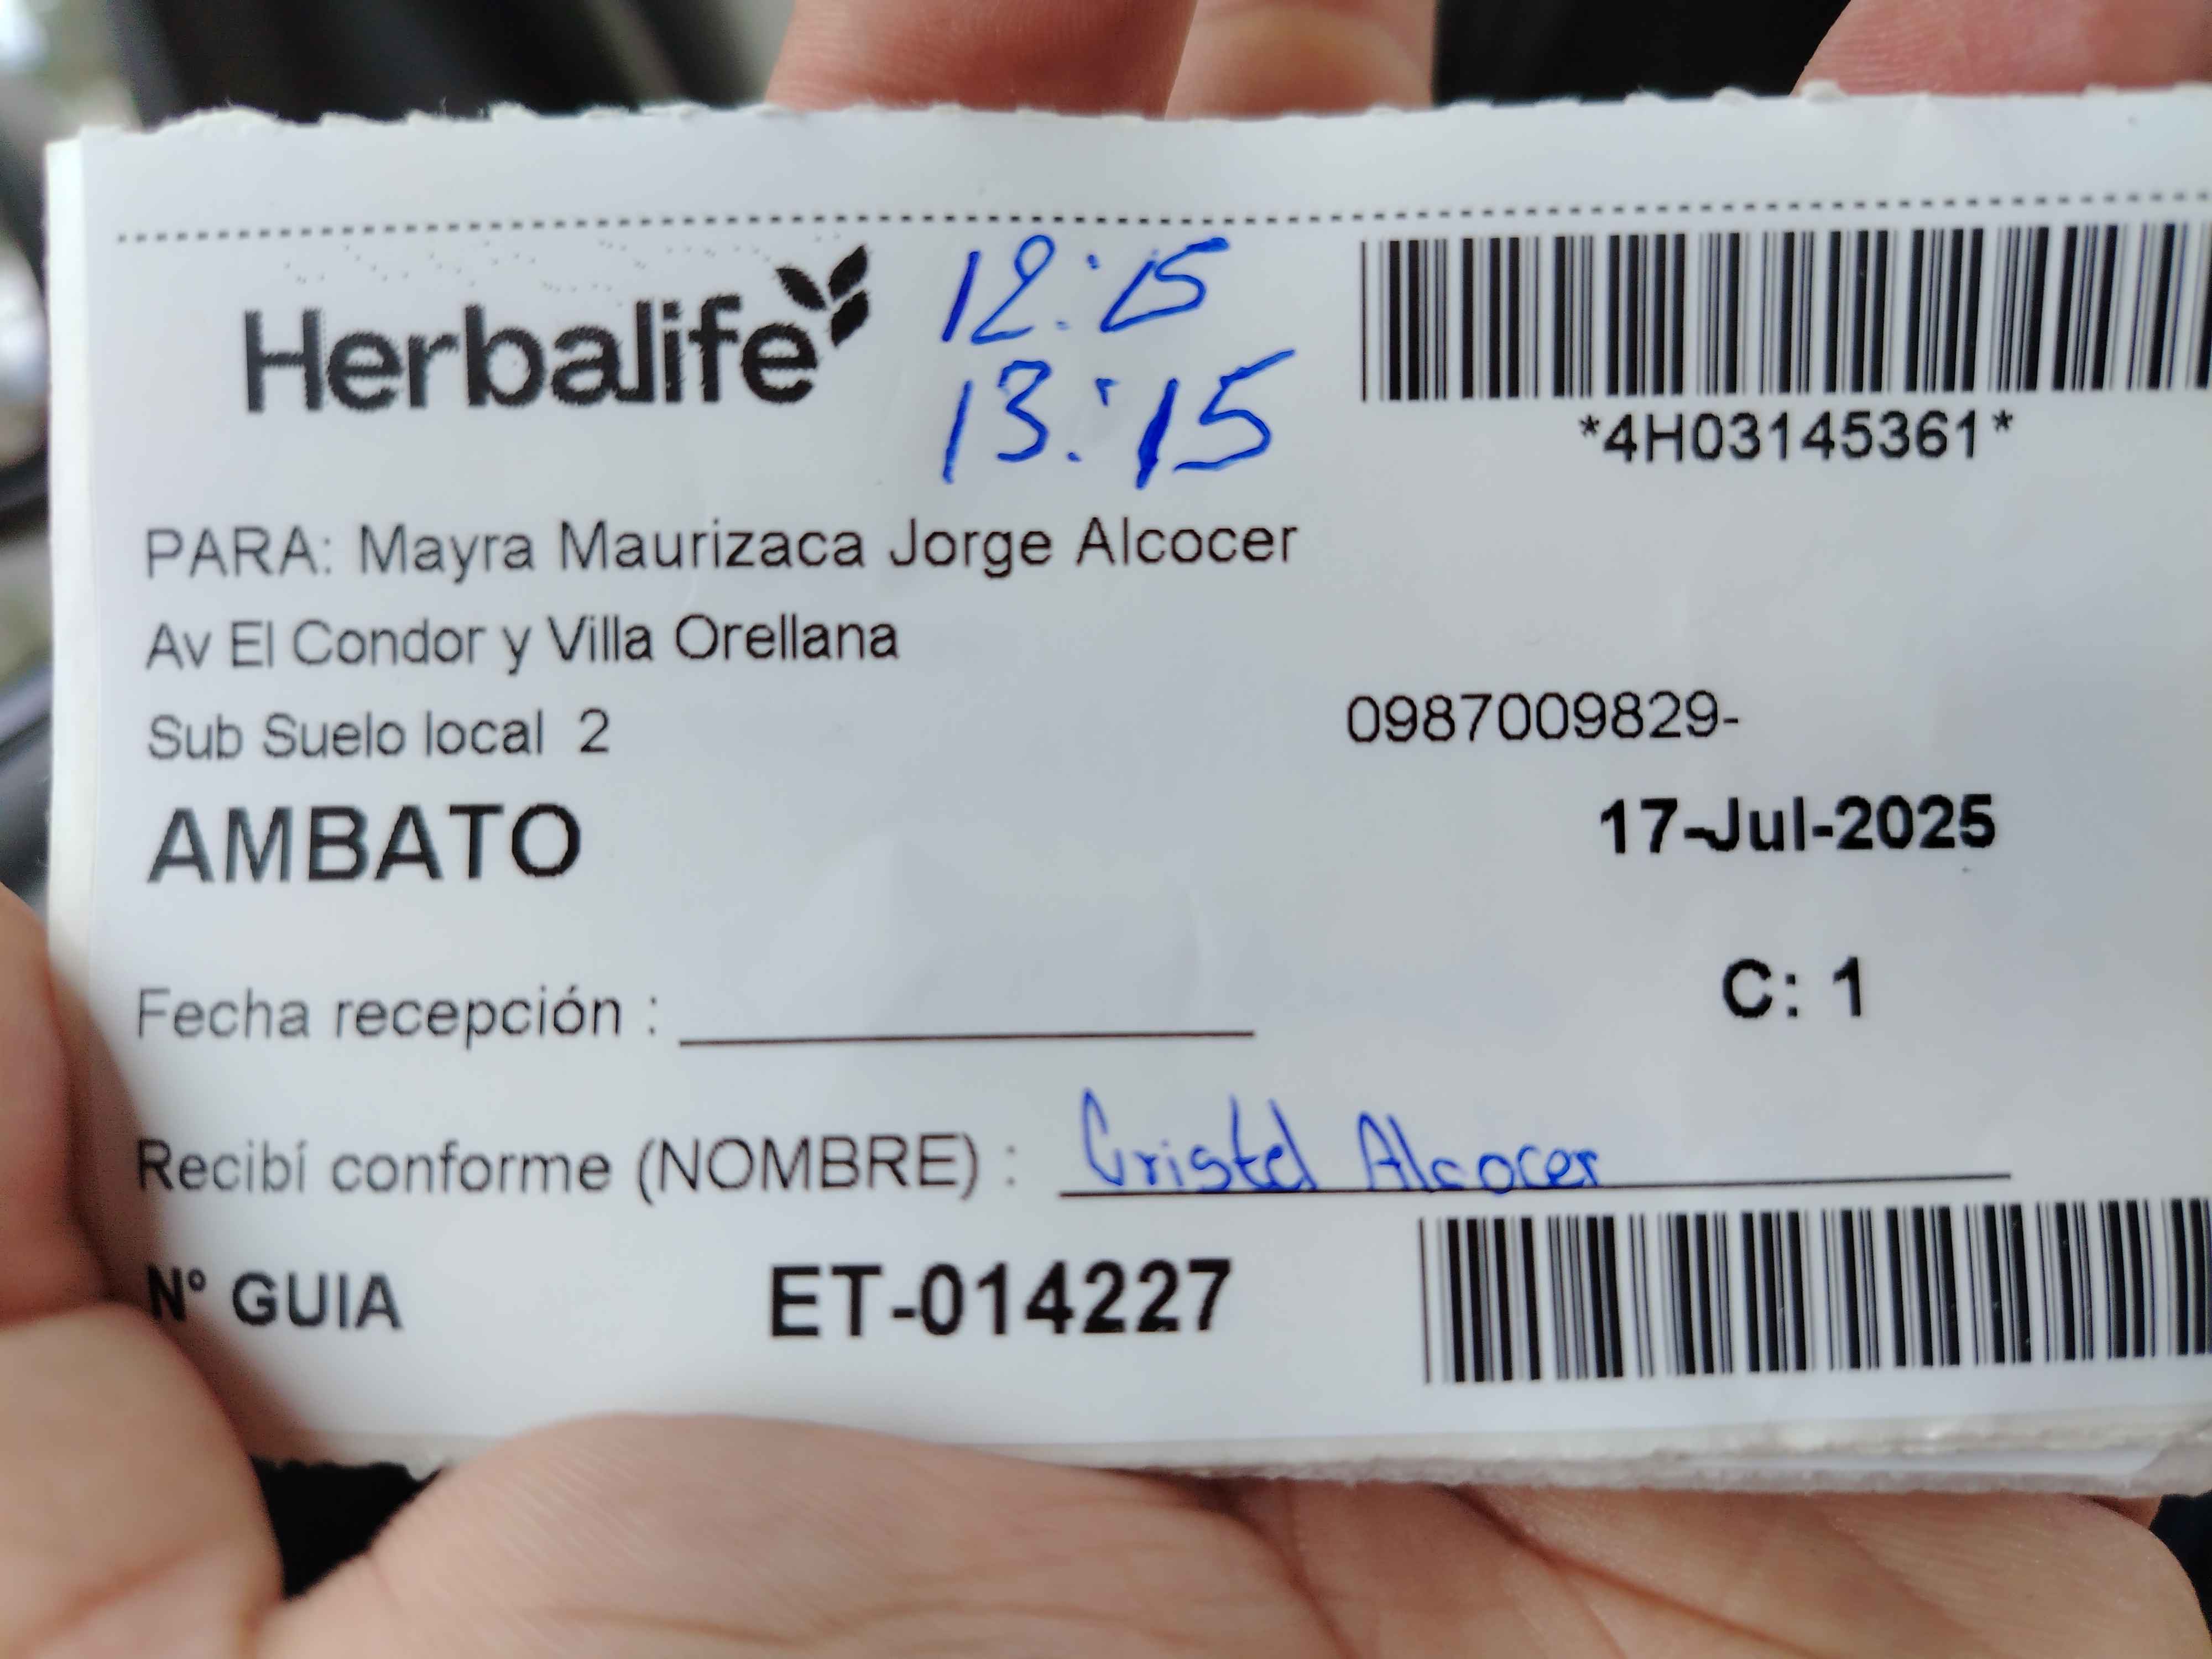 Herbalife
12:15
13:15
*4H03145361*
PARA: Mayra Maurizaca Jorge Alcocer
Av El Condor y Villa Orellana
Sub Suelo local 2
0987009829-
AMBATO
17-Jul-2025
C: 1
Fecha recepción :
Recibí conforme (NOMBRE) : Cristel Alcocer
Nº GUIA ET-014227